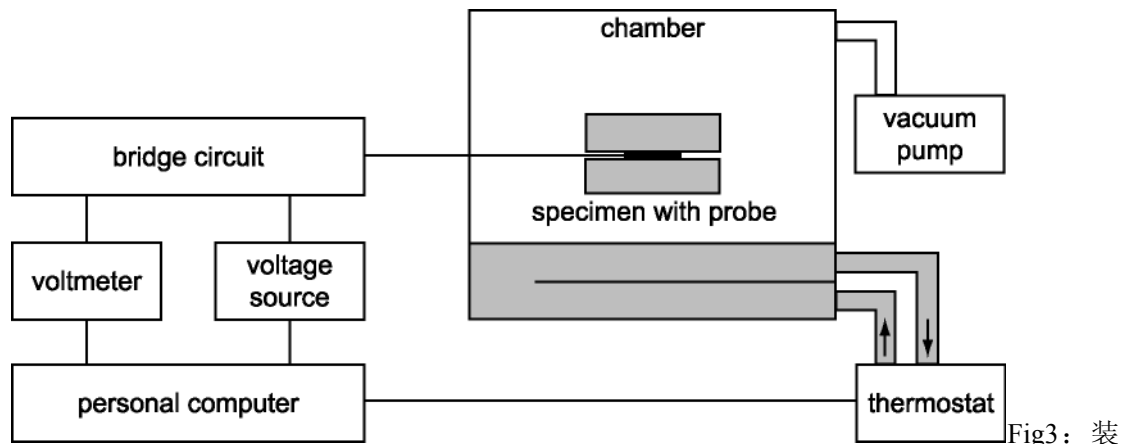 chamber
vacuum
pump
bridge circuit
specimen with probe
voltmeter
voltage
source
personal computer
thermostat
Fig3：装